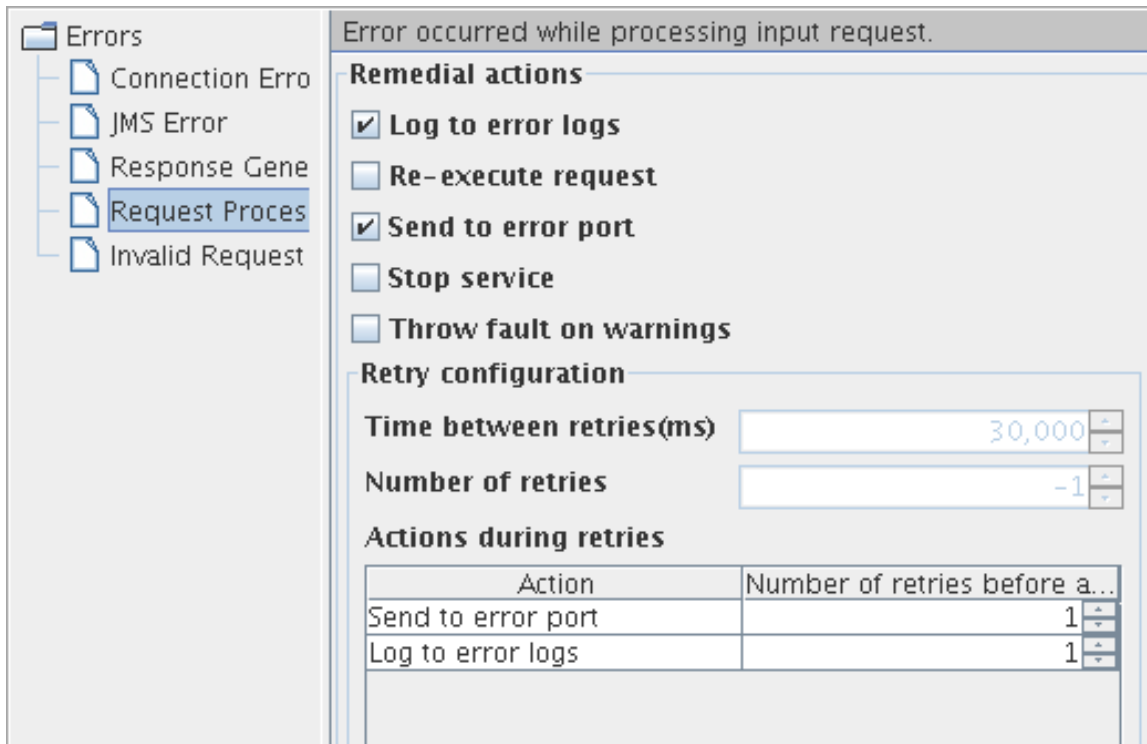 Errors
Connection Erro
JMS Error
Response Gene
Request Proces
Invalid Request
Error occurred while processing input request.
Remedial actions
Log to error logs
Re-execute request
Send to error port
Stop service
Throw fault on warnings
Retry configuration
Time between retries(ms) 30,000
Number of retries -1
Actions during retries
Action Number of retries before a...
Send to error port 1
Log to error logs 1